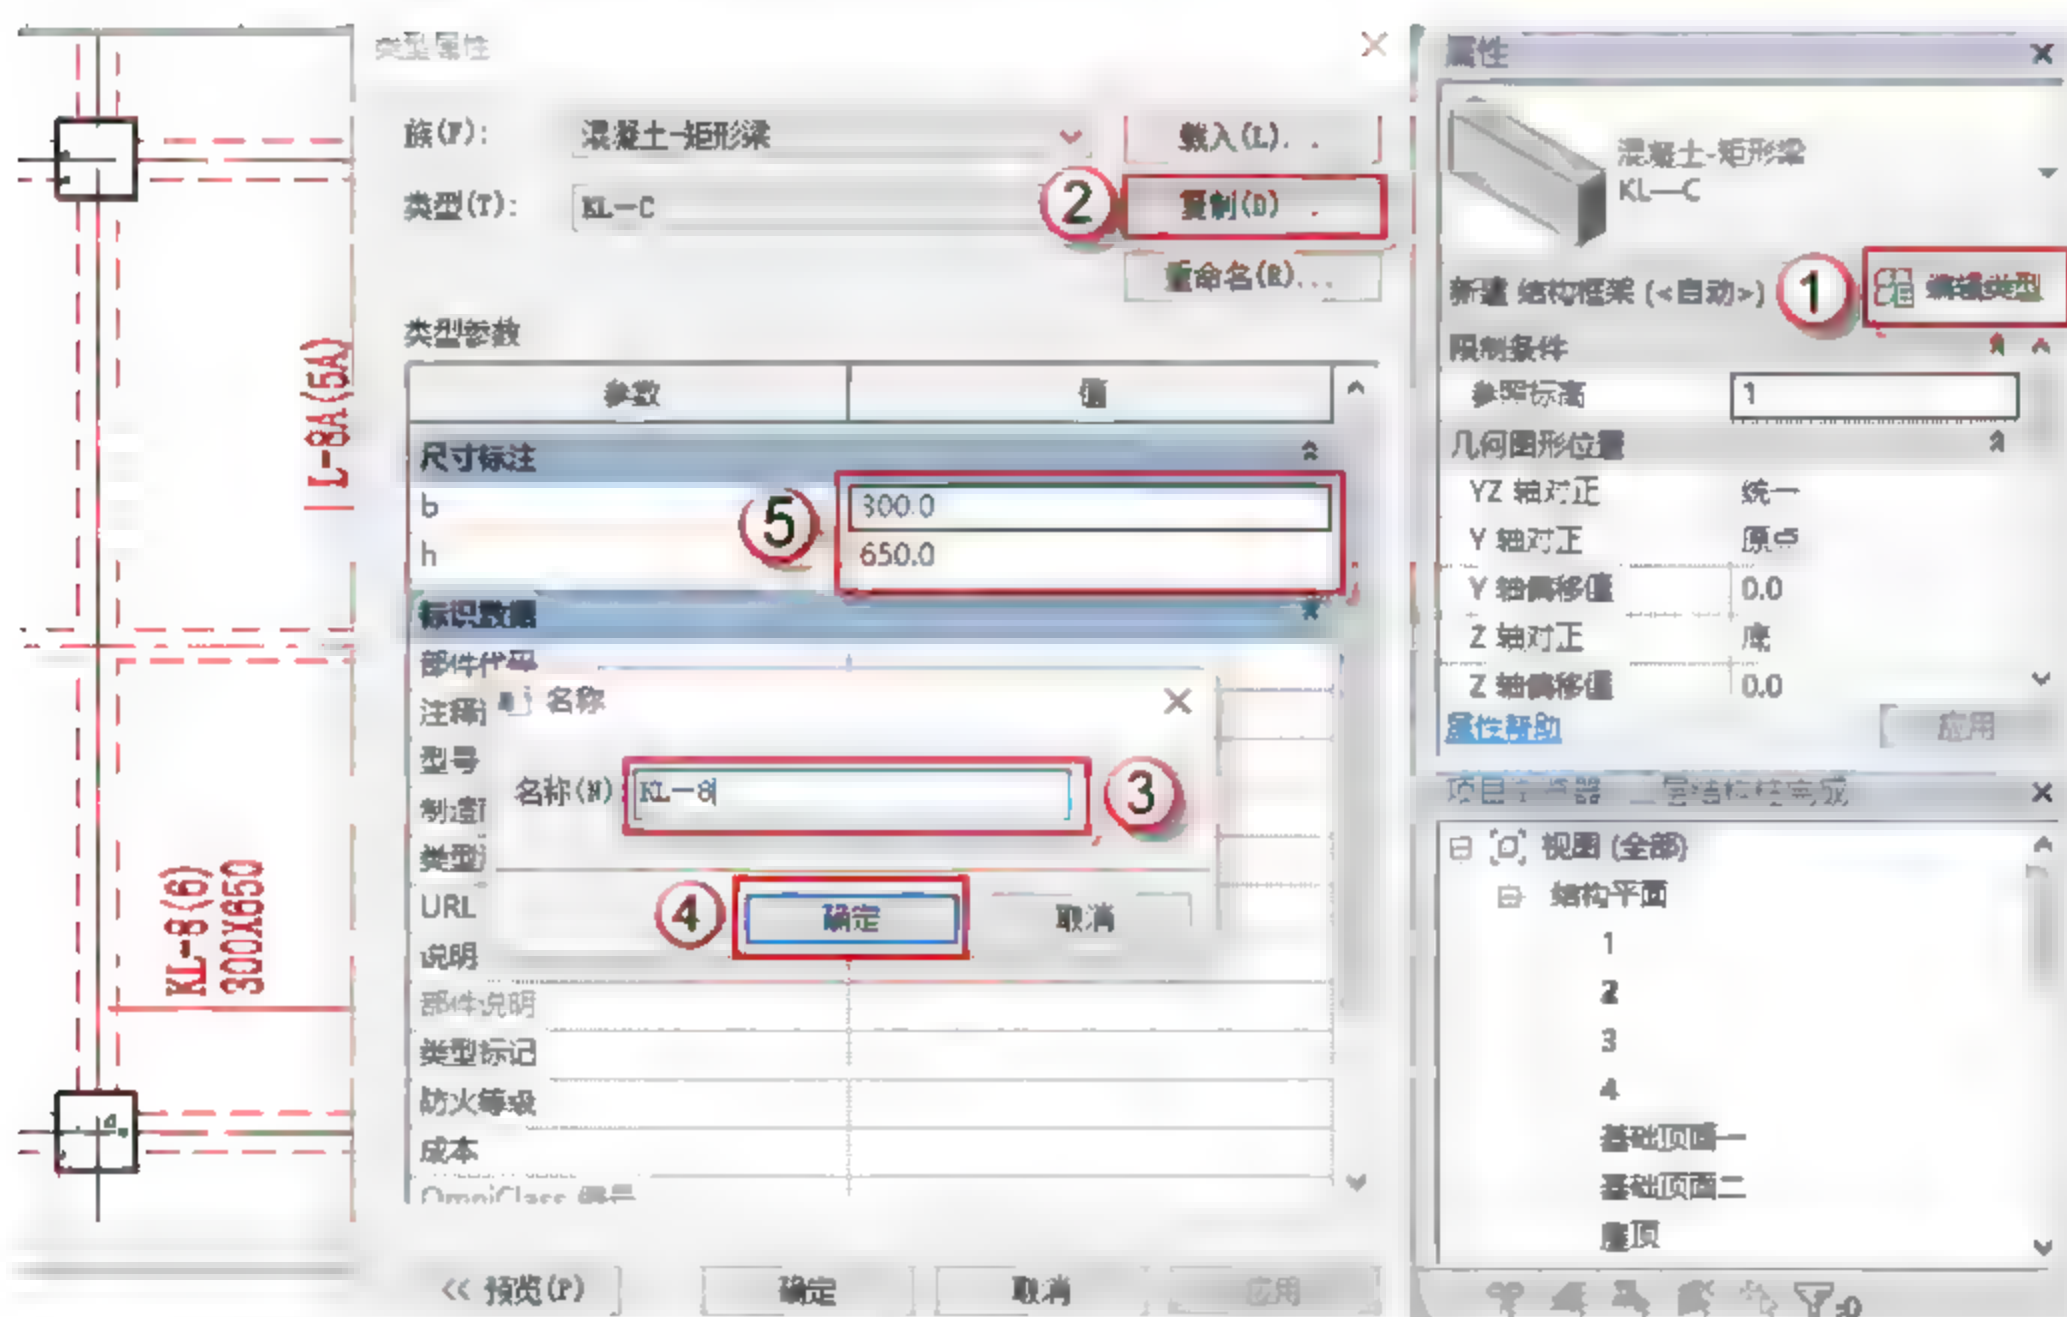 L-8A(5A)
KL-8(6)
300X650
类型属性
族(F):
混凝土-矩形梁
载入(L)...
类型(T):
KL—C
②
复制(D)
重命名(R)...
类型参数
参数
值
尺寸标注
b
300.0
⑤
h
650.0
标识数据
部件代码
注释
型号
制造
类型
URL
说明
名称
名称(N)
KL—8
③
④
确定
取消
部件说明
类型标记
防火等级
成本
OmniClass 编号
<< 预览(P)
确定
取消
应用
属性
混凝土-矩形梁
KL—C
新建 结构框架 (<自动>)
①
编辑类型
限制条件
参照标高
1
几何图形位置
YZ 轴对正
统一
Y 轴对正
原点
Y 轴偏移值
0.0
Z 轴对正
底
Z 轴偏移值
0.0
属性帮助
应用
视图 (全部)
结构平面
1
2
3
4
基础顶面一
基础顶面二
屋顶
:0